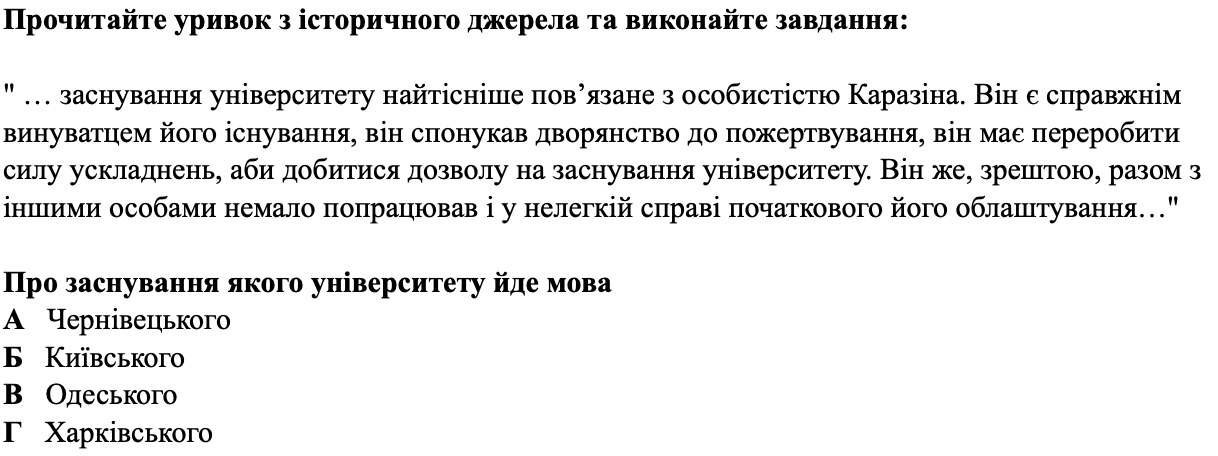 Прочитайте уривок з історичного джерела та виконайте завдання:
" … заснування університету найтісніше пов’язане з особистістю Каразіна. Він є справжнім
винуватцем його існування, він спонукав дворянство до пожертвування, він має переробити
силу ускладнень, аби добитися дозволу на заснування університету. Він же, зрештою, разом з
іншими особами немало попрацював і у нелегкій справі початкового його облаштування…"
Про заснування якого університету йде мова
А Чернівецького
Б Київського
В Одеського
Г Харківського